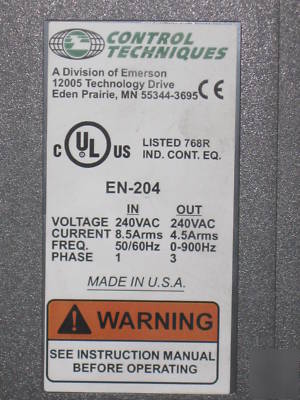 CONTROL
TECHNIQUES
A Division of Emerson
12005 Technology Drive
Eden Prairie, MN 55344-3695 CE
C UL US LISTED 768R
IND. CONT. EQ.
EN-204
IN OUT
VOLTAGE 240VAC 240VAC
CURRENT 8.5Arms 4.5Arms
FREQ. 50/60Hz 0-900Hz
PHASE 1 3
MADE IN U.S.A.
WARNING
SEE INSTRUCTION MANUAL
BEFORE OPERATING